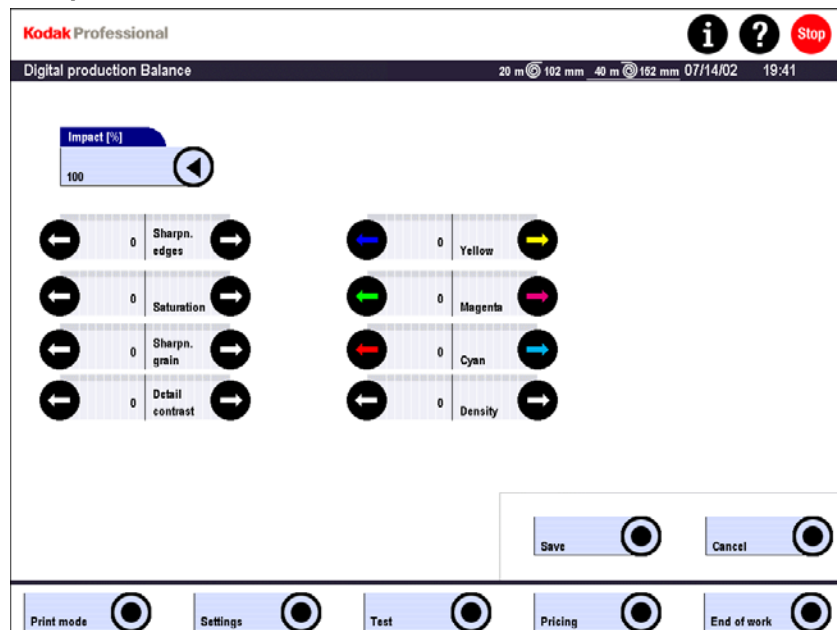 Kodak Professional
i ? Stop
Digital production Balance 20 m 102 mm 40 m 152 mm 07/14/02 19:41
Impact [%]
100
0 Sharpn. edges
0 Yellow
0 Saturation
0 Magenta
0 Sharpn. grain
0 Cyan
0 Detail contrast
0 Density
Save Cancel
Print mode Settings Test Pricing End of work